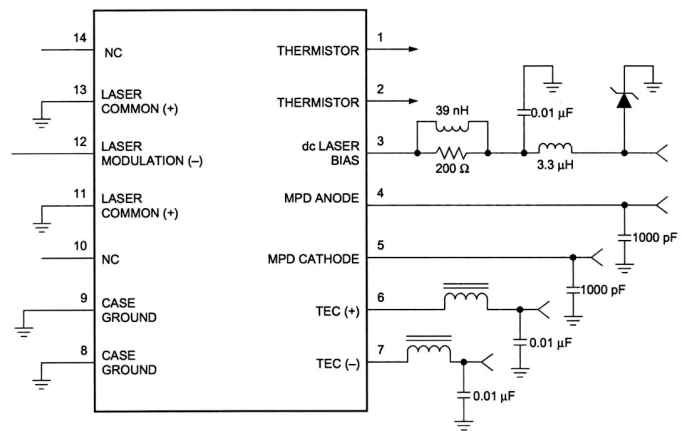 14
NC
13
LASER
COMMON (+)
12
LASER
MODULATION (–)
11
LASER
COMMON (+)
10
NC
9
CASE
GROUND
8
CASE
GROUND
1
THERMISTOR
2
THERMISTOR
3
dc LASER
BIAS
4
MPD ANODE
5
MPD CATHODE
6
TEC (+)
7
TEC (–)
39 nH
200 Ω
0.01 µF
3.3 µH
1000 pF
1000 pF
0.01 µF
0.01 µF